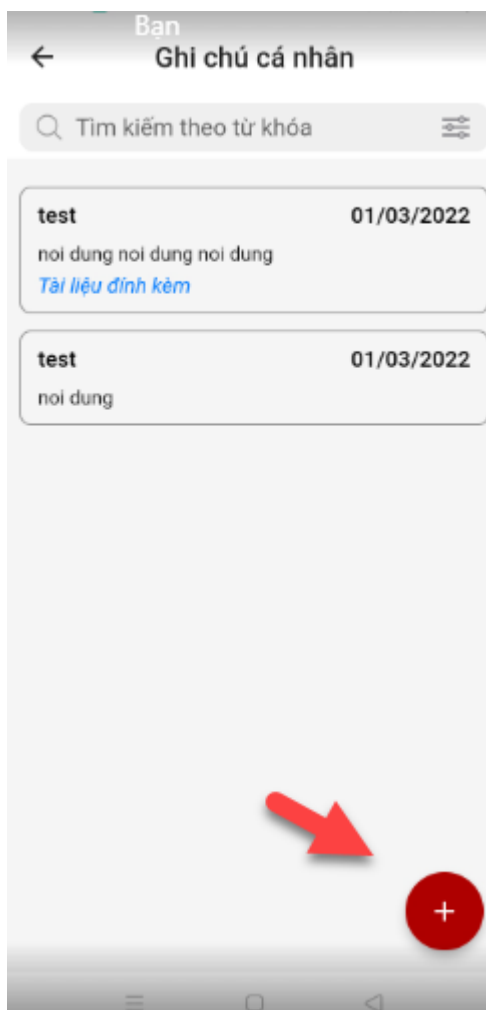 Bạn
Ghi chú cá nhân
Tìm kiếm theo từ khóa
test 01/03/2022
noi dung noi dung noi dung
Tài liệu đính kèm
test 01/03/2022
noi dung
+